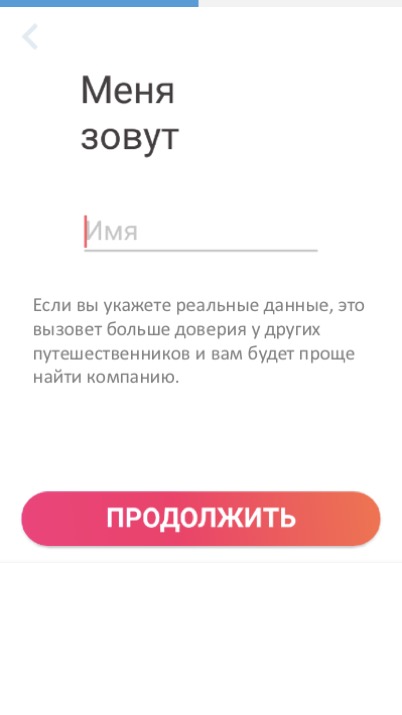 Меня
зовут
Имя
Если вы укажете реальные данные, это
вызовет больше доверия у других
путешественников и вам будет проще
найти компанию.
ПРОДОЛЖИТЬ